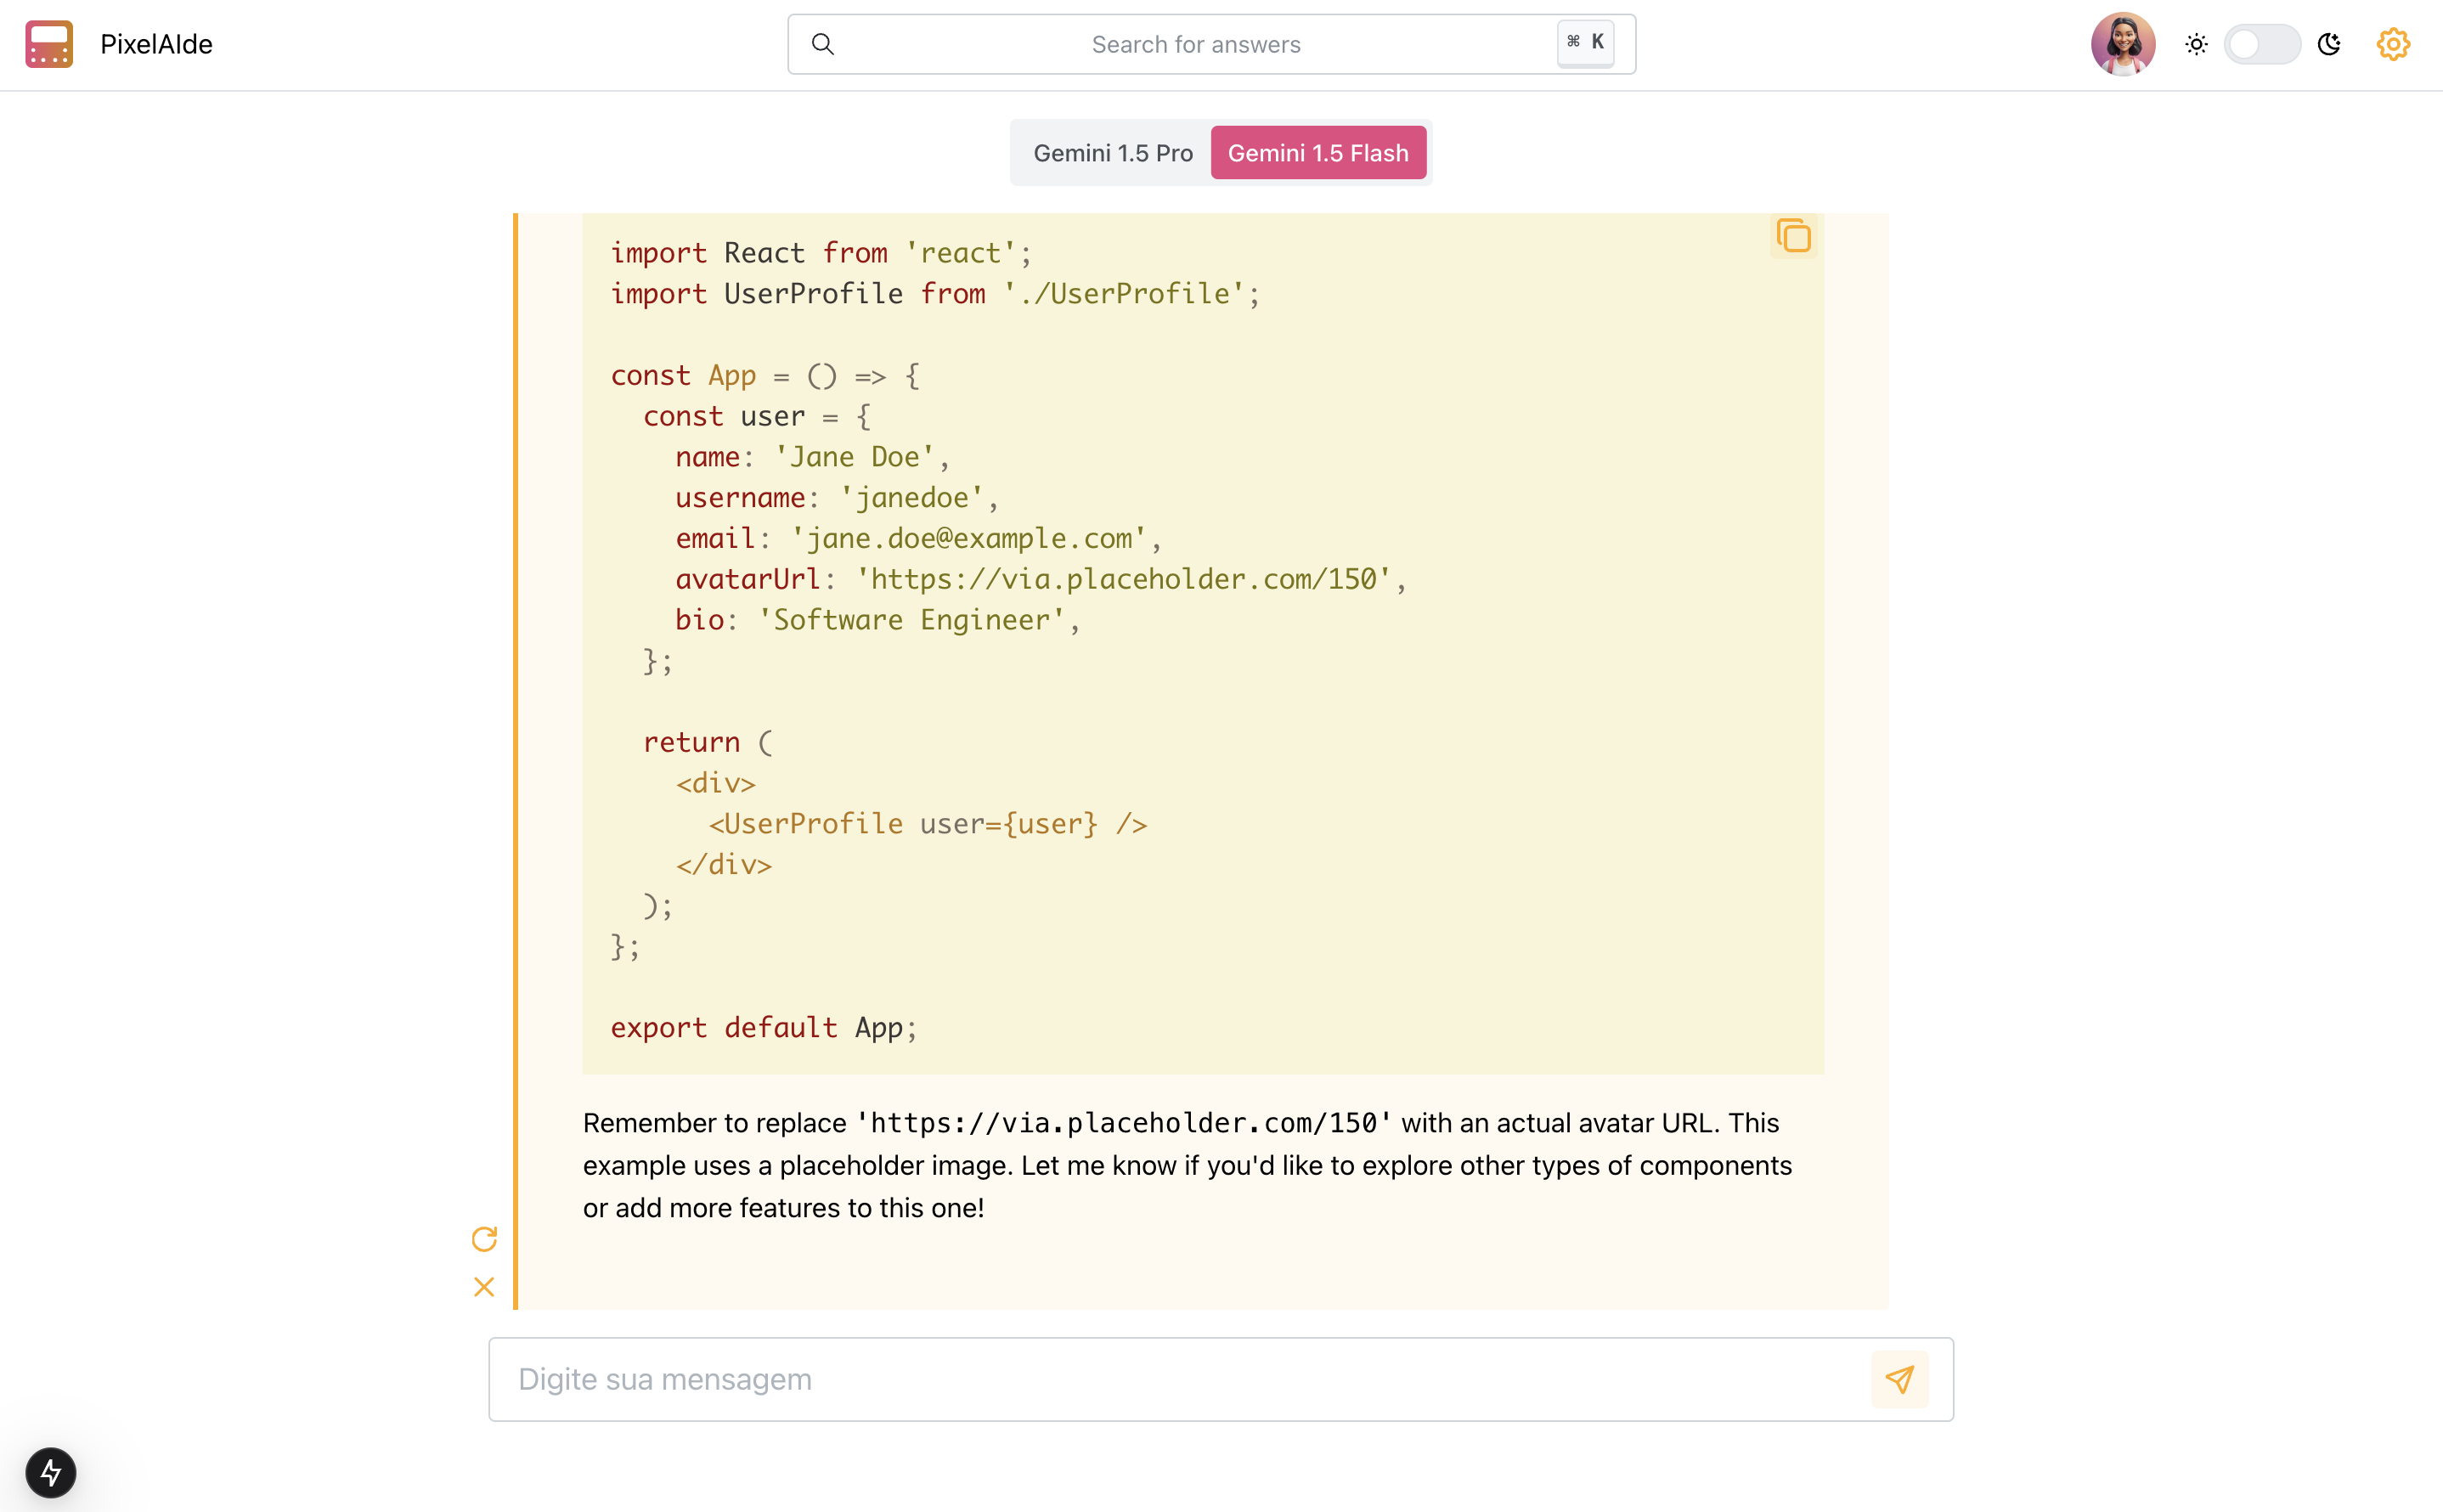 PixelAIde
Search for answers
⌘ K
Gemini 1.5 Pro
Gemini 1.5 Flash
import React from 'react';
import UserProfile from './UserProfile';
const App = () => {
const user = {
name: 'Jane Doe',
username: 'janedoe',
email: 'jane.doe@example.com',
avatarUrl: 'https://via.placeholder.com/150',
bio: 'Software Engineer',
};
return (
<div>
<UserProfile user={user} />
</div>
);
};
export default App;
Remember to replace 'https://via.placeholder.com/150' with an actual avatar URL. This
example uses a placeholder image. Let me know if you'd like to explore other types of components
or add more features to this one!
Digite sua mensagem